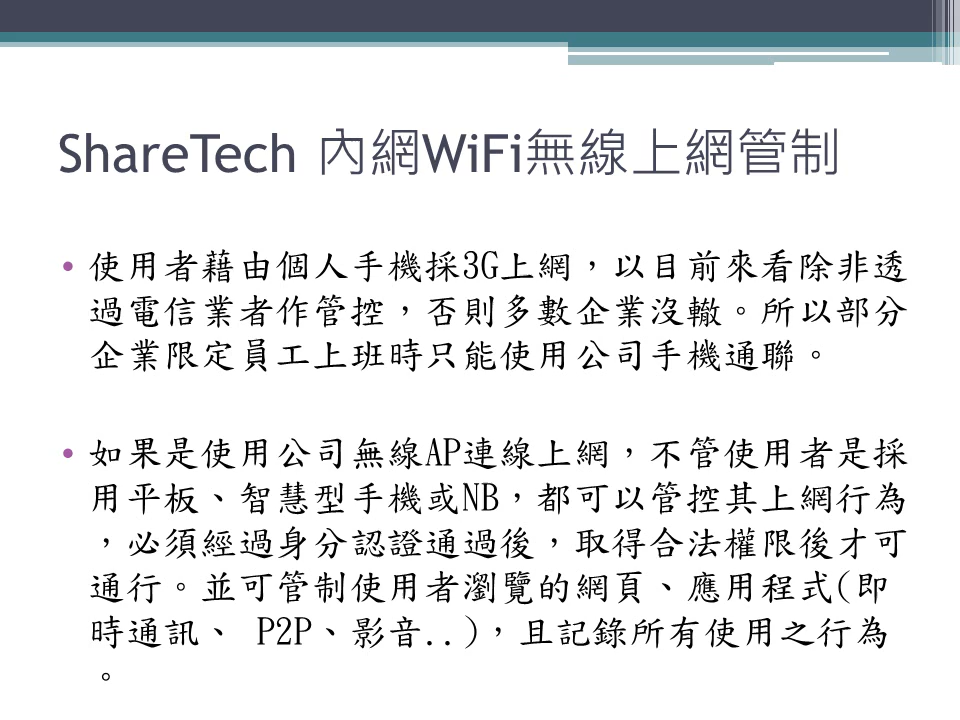 ShareTech 內網WiFi無線上網管制
• 使用者藉由個人手機採3G上網，以目前來看除非透
過電信業者作管控，否則多數企業沒轍。所以部分
企業限定員工上班時只能使用公司手機通聯。
• 如果是使用公司無線AP連線上網，不管使用者是採
用平板、智慧型手機或NB，都可以管控其上網行為
，必須經過身分認證通過後，取得合法權限後才可
通行。並可管制使用者瀏覽的網頁、應用程式(即
時通訊、 P2P、影音..)，且記錄所有使用之行為
。